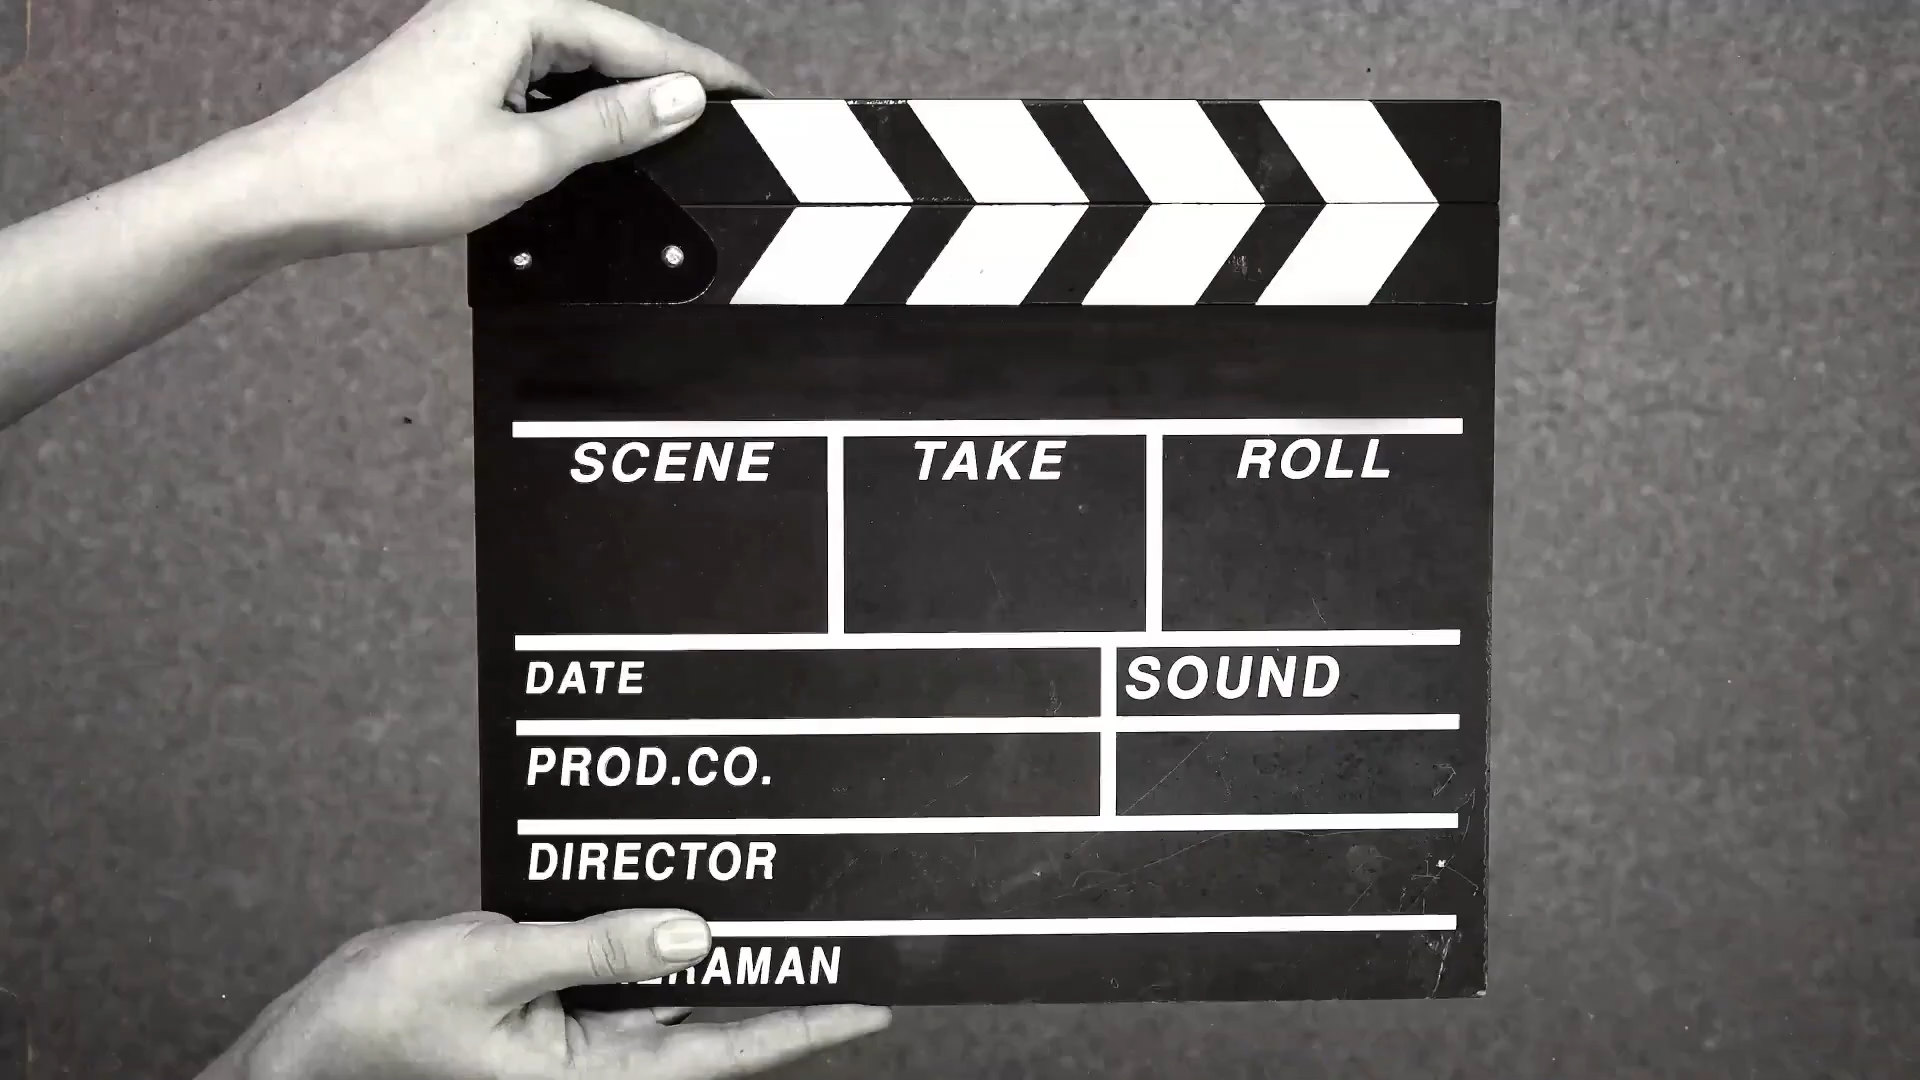 SCENE TAKE ROLL
DATE SOUND
PROD.CO.
DIRECTOR